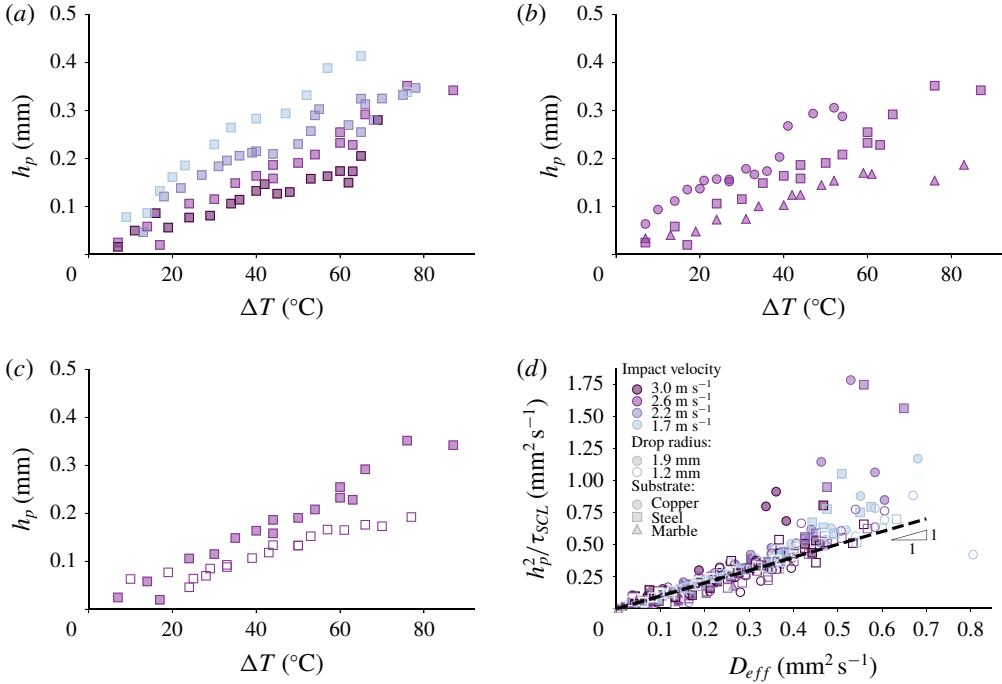 (a)
0.5
0.4
0.3
0.2
0.1
0
20
40
60
80
h_p (mm)
ΔT (°C)
(b)
0.5
0.4
0.3
0.2
0.1
0
20
40
60
80
h_p (mm)
ΔT (°C)
(c)
0.5
0.4
0.3
0.2
0.1
0
20
40
60
80
h_p (mm)
ΔT (°C)
(d)
1.75
1.50
1.25
1.00
0.75
0.50
0.25
0
0.1
0.2
0.3
0.4
0.5
0.6
0.7
0.8
h_p^2/τ_SCL (mm² s⁻¹)
D_eff (mm² s⁻¹)
Impact velocity
3.0 m s⁻¹
2.6 m s⁻¹
2.2 m s⁻¹
1.7 m s⁻¹
Drop radius:
1.9 mm
1.2 mm
Substrate:
Copper
Steel
Marble
1
1